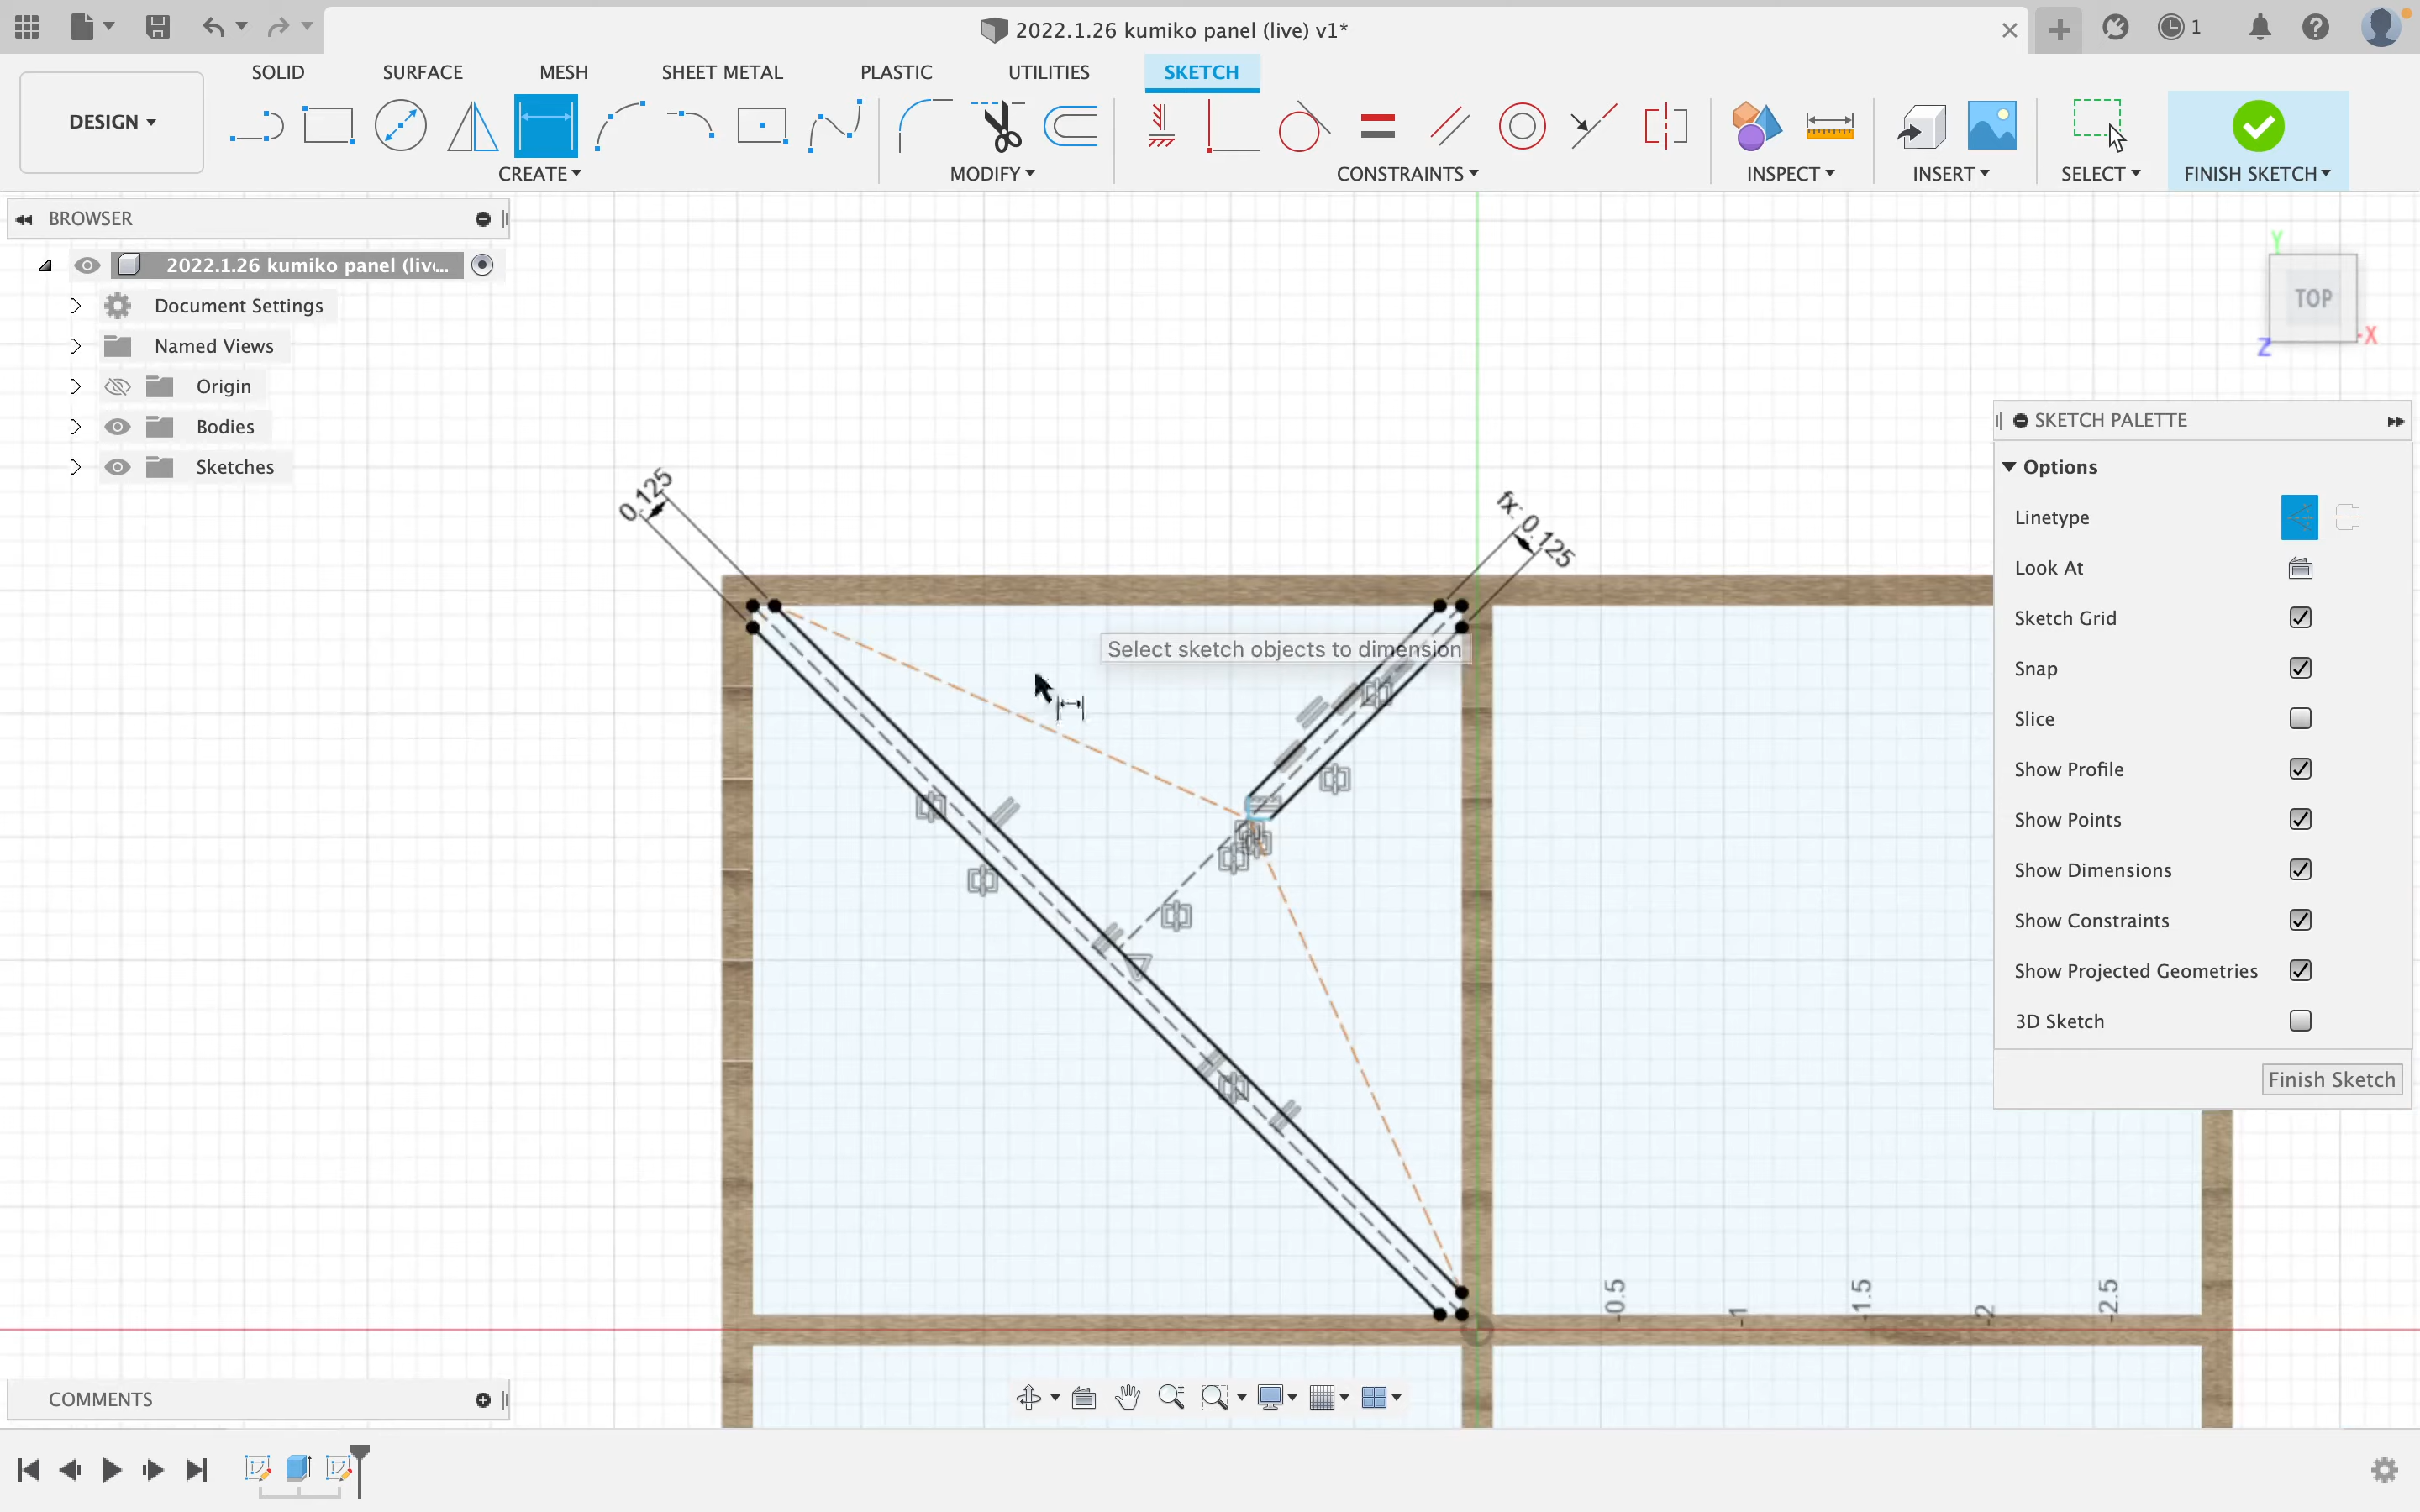 2022.1.26 kumiko panel (live) v1*
1
DESIGN
SOLID
SURFACE
MESH
SHEET METAL
PLASTIC
UTILITIES
SKETCH
CREATE
MODIFY
CONSTRAINTS
INSPECT
INSERT
SELECT
FINISH SKETCH
BROWSER
2022.1.26 kumiko panel (liv...
Document Settings
Named Views
Origin
Bodies
Sketches
Y
TOP
-X
Z
SKETCH PALETTE
Options
Linetype
Look At
Sketch Grid
Snap
Slice
Show Profile
Show Points
Show Dimensions
Show Constraints
Show Projected Geometries
3D Sketch
Finish Sketch
0.125
fx: 0.125
Select sketch objects to dimension
-0.5
-1
-1.5
-2
-2.5
COMMENTS